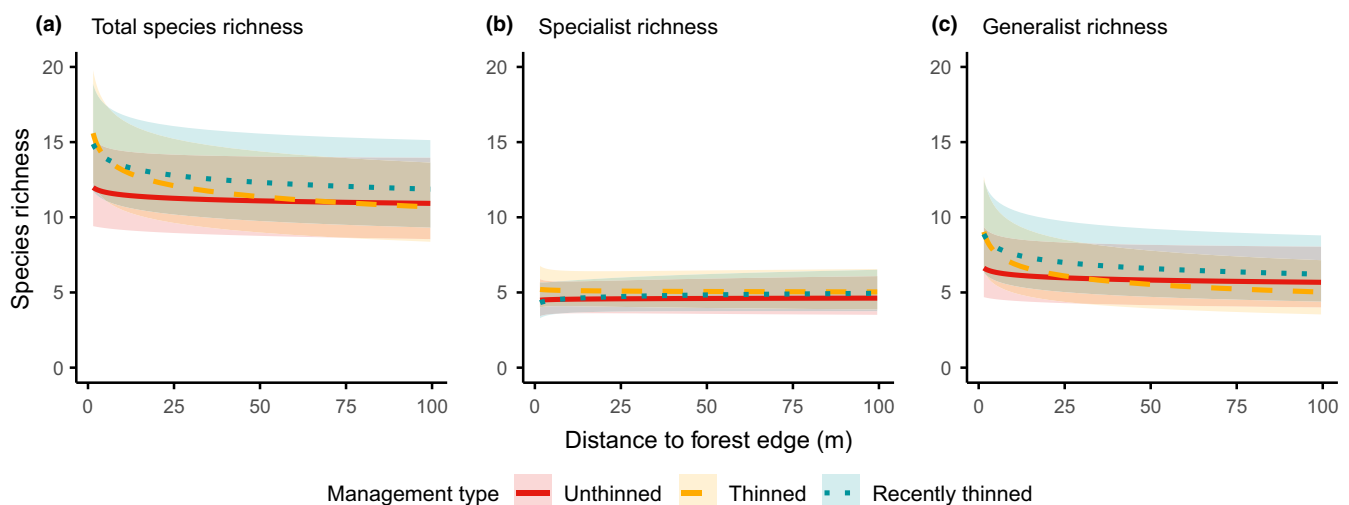 (a) Total species richness
(b) Specialist richness
(c) Generalist richness
Species richness
20
15
10
5
0
0 25 50 75 100
20
15
10
5
0
0 25 50 75 100
20
15
10
5
0
0 25 50 75 100
Distance to forest edge (m)
Management type Unthinned Thinned Recently thinned